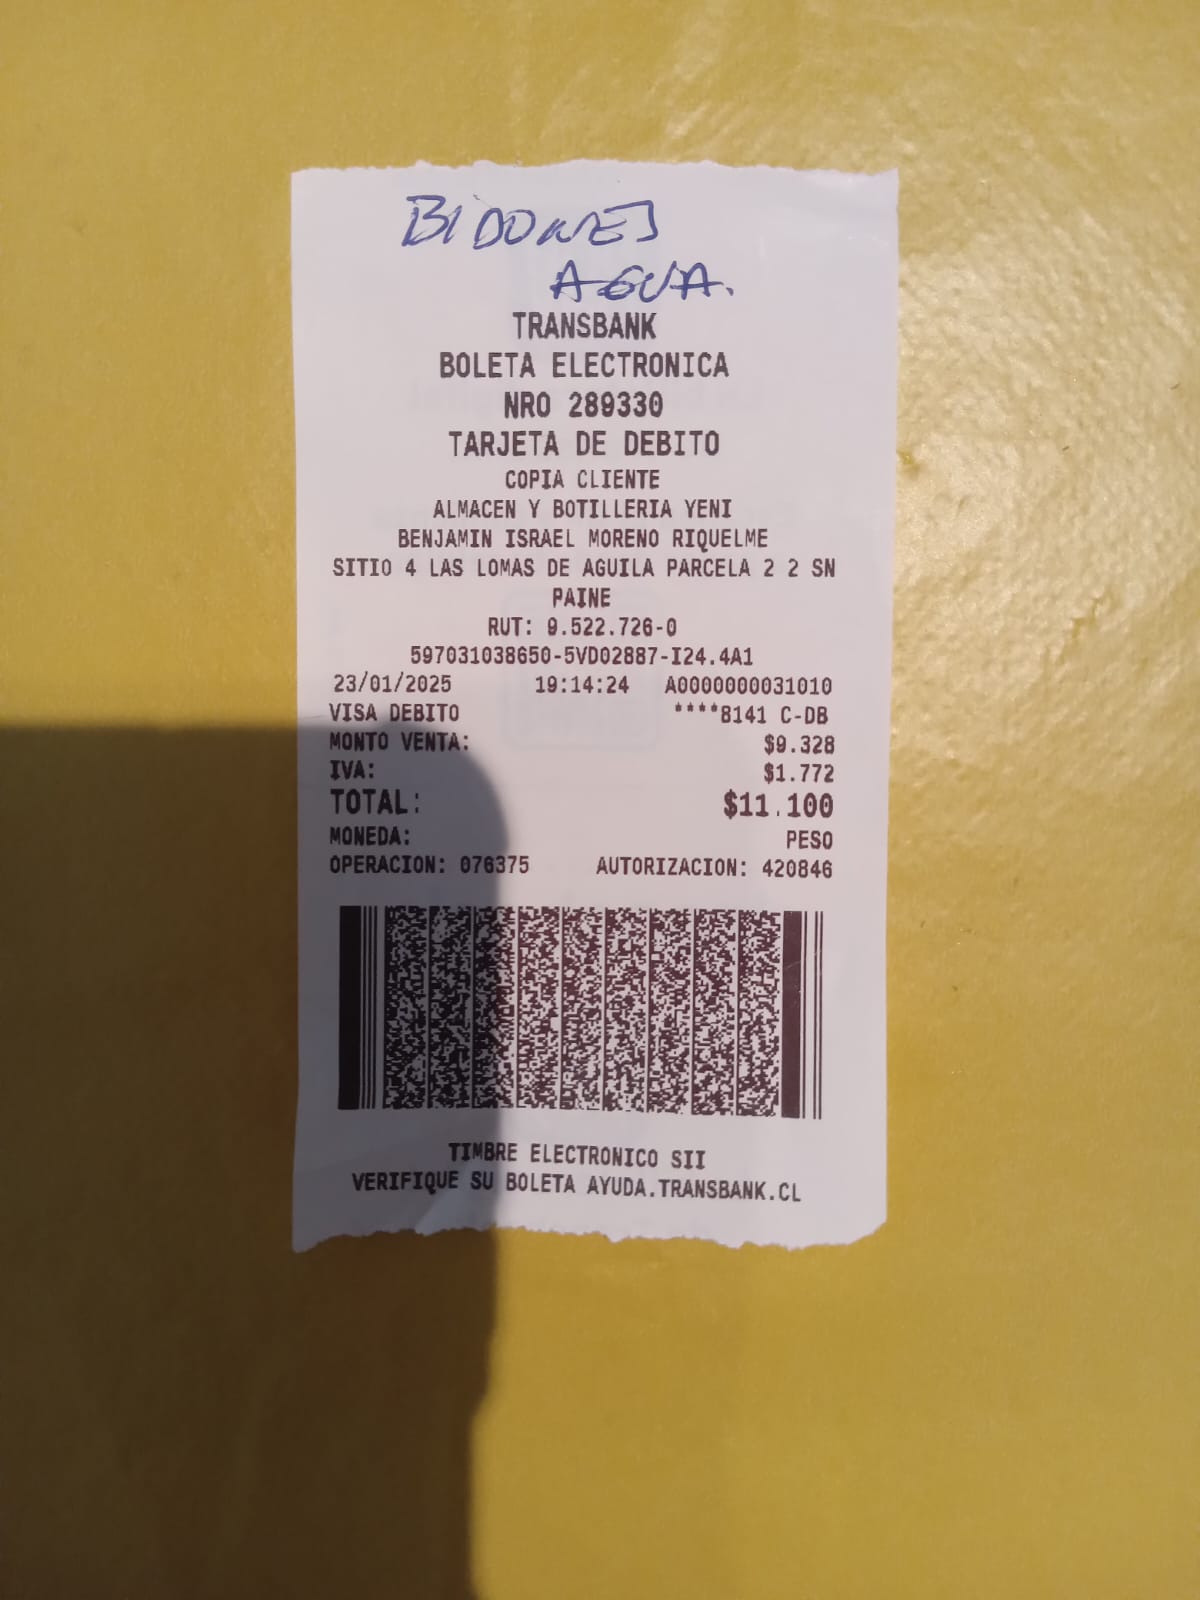 BIDONES
AGUA.
TRANSBANK
BOLETA ELECTRONICA
NRO 289330
TARJETA DE DEBITO
COPIA CLIENTE
ALMACEN Y BOTILLERIA YENI
BENJAMIN ISRAEL MORENO RIQUELME
SITIO 4 LAS LOMAS DE AGUILA PARCELA 2 2 SN
PAINE
RUT: 9.522.726-0
597031038650-5VD02887-I24.4A1
23/01/2025 19:14:24 A0000000031010
VISA DEBITO ****8141 C-DB
MONTO VENTA: $9.328
IVA: $1.772
TOTAL: $11.100
MONEDA: PESO
OPERACION: 076375 AUTORIZACION: 420846
TIMBRE ELECTRONICO SII
VERIFIQUE SU BOLETA AYUDA.TRANSBANK.CL